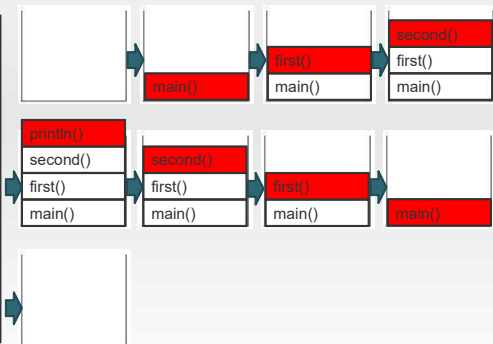 main()
first()
main()
second()
first()
main()
println()
second()
first()
main()
second()
first()
main()
first()
main()
main()